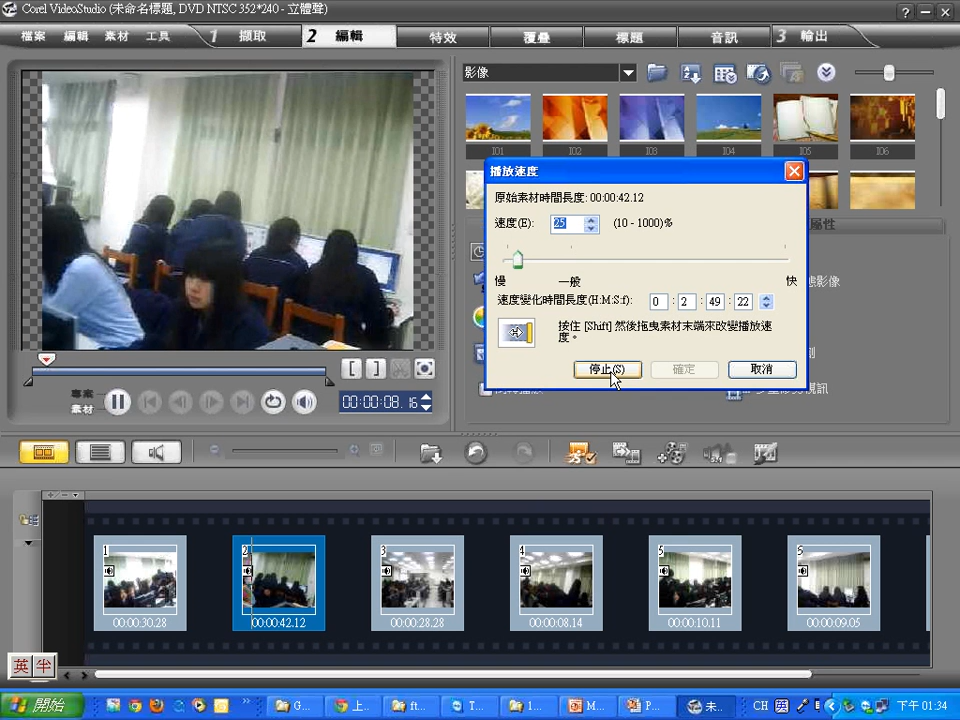 Corel VideoStudio (未命名標題, DVD NTSC 352*240 - 立體聲)
檔案 編輯 素材 工具 1 擷取 2 編輯 特效 覆疊 標題 音訊 3 輸出
影像
I01 I02 I03 I04 I05 I06
播放速度
原始素材時間長度: 00:00:42.12
速度(E): 25 (10 - 1000)%
慢 一般 快
速度變化時間長度(H:M:S:f): 0 : 2 : 49 : 22
按住 [Shift] 然後拖曳素材末端來改變播放速度。
停止(S) 確定 取消
屬性
態影像
專案
素材
00:00:08.16
1 2 3 4 5 6
00:00:30.28 00:00:42.12 00:00:28.28 00:00:08.14 00:00:10.11 00:00:09.05
英 半
開始 G... 上... ft... T... 1... M... P... 未... CH 下午 01:34